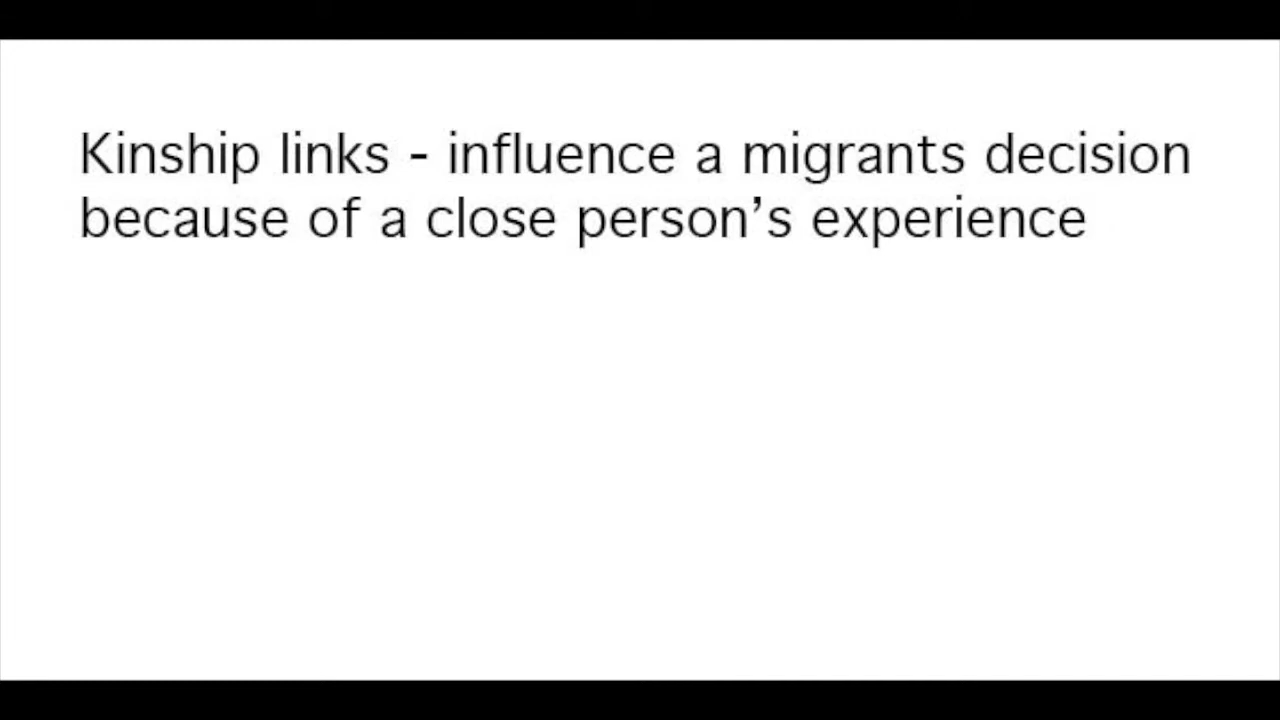 Kinship links - influence a migrants decision
because of a close person’s experience